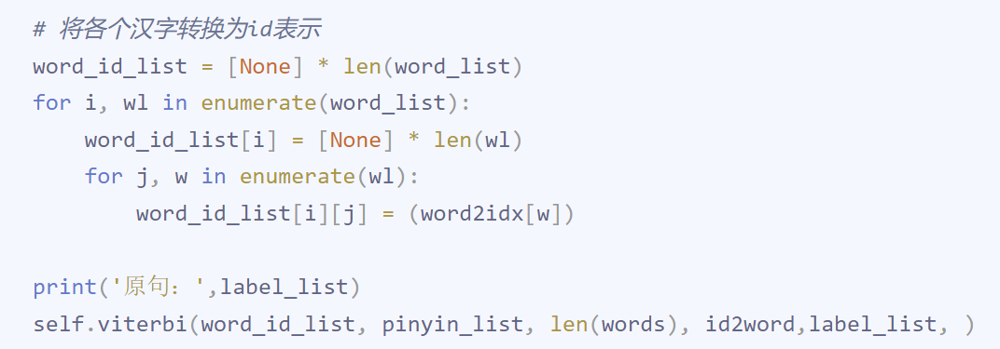 # 将各个汉字转换为id表示
word_id_list = [None] * len(word_list)
for i, wl in enumerate(word_list):
    word_id_list[i] = [None] * len(wl)
    for j, w in enumerate(wl):
        word_id_list[i][j] = (word2idx[w])

print('原句：',label_list)
self.viterbi(word_id_list, pinyin_list, len(words), id2word,label_list, )